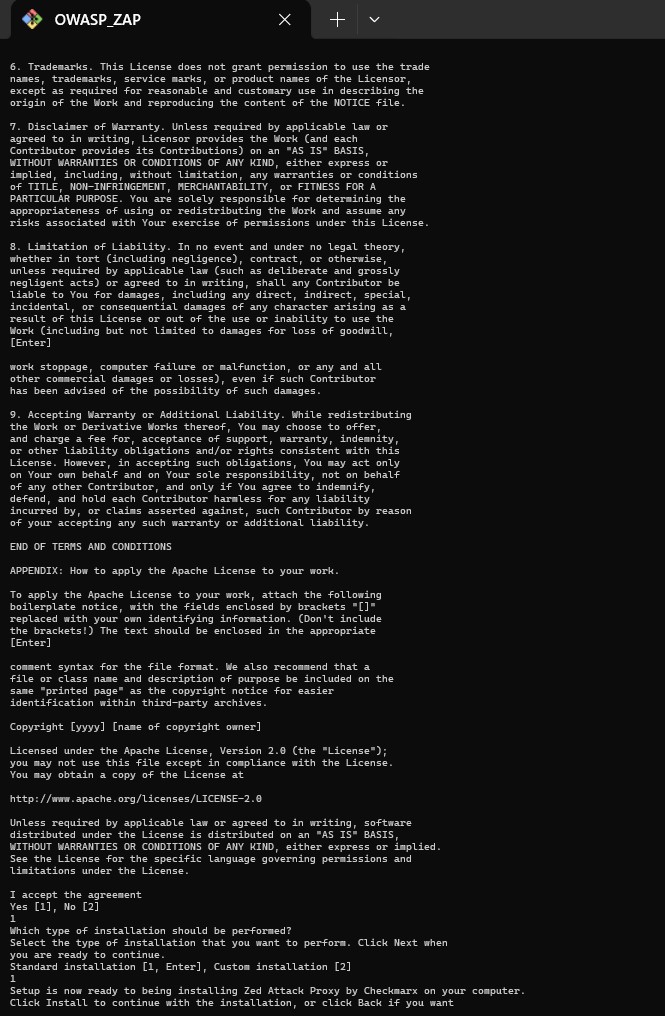 OWASP_ZAP
6. Trademarks. This License does not grant permission to use the trade
names, trademarks, service marks, or product names of the Licensor,
except as required for reasonable and customary use in describing the
origin of the Work and reproducing the content of the NOTICE file.
7. Disclaimer of Warranty. Unless required by applicable law or
agreed to in writing, Licensor provides the Work (and each
Contributor provides its Contributions) on an "AS IS" BASIS,
WITHOUT WARRANTIES OR CONDITIONS OF ANY KIND, either express or
implied, including, without limitation, any warranties or conditions
of TITLE, NON-INFRINGEMENT, MERCHANTABILITY, or FITNESS FOR A
PARTICULAR PURPOSE. You are solely responsible for determining the
appropriateness of using or redistributing the Work and assume any
risks associated with Your exercise of permissions under this License.
8. Limitation of Liability. In no event and under no legal theory,
whether in tort (including negligence), contract, or otherwise,
unless required by applicable law (such as deliberate and grossly
negligent acts) or agreed to in writing, shall any Contributor be
liable to You for damages, including any direct, indirect, special,
incidental, or consequential damages of any character arising as a
result of this License or out of the use or inability to use the
Work (including but not limited to damages for loss of goodwill,
[Enter]
work stoppage, computer failure or malfunction, or any and all
other commercial damages or losses), even if such Contributor
has been advised of the possibility of such damages.
9. Accepting Warranty or Additional Liability. While redistributing
the Work or Derivative Works thereof, You may choose to offer,
and charge a fee for, acceptance of support, warranty, indemnity,
or other liability obligations and/or rights consistent with this
License. However, in accepting such obligations, You may act only
on Your own behalf and on Your sole responsibility, not on behalf
of any other Contributor, and only if You agree to indemnify,
defend, and hold each Contributor harmless for any liability
incurred by, or claims asserted against, such Contributor by reason
of your accepting any such warranty or additional liability.
END OF TERMS AND CONDITIONS
APPENDIX: How to apply the Apache License to your work.
To apply the Apache License to your work, attach the following
boilerplate notice, with the fields enclosed by brackets "[]"
replaced with your own identifying information. (Don't include
the brackets!) The text should be enclosed in the appropriate
[Enter]
comment syntax for the file format. We also recommend that a
file or class name and description of purpose be included on the
same "printed page" as the copyright notice for easier
identification within third-party archives.
Copyright [yyyy] [name of copyright owner]
Licensed under the Apache License, Version 2.0 (the "License");
you may not use this file except in compliance with the License.
You may obtain a copy of the License at
http://www.apache.org/licenses/LICENSE-2.0
Unless required by applicable law or agreed to in writing, software
distributed under the License is distributed on an "AS IS" BASIS,
WITHOUT WARRANTIES OR CONDITIONS OF ANY KIND, either express or implied.
See the License for the specific language governing permissions and
limitations under the License.
I accept the agreement
Yes [1], No [2]
1
Which type of installation should be performed?
Select the type of installation that you want to perform. Click Next when
you are ready to continue.
Standard installation [1, Enter], Custom installation [2]
1
Setup is now ready to being installing Zed Attack Proxy by Checkmarx on your computer.
Click Install to continue with the installation, or click Back if you want